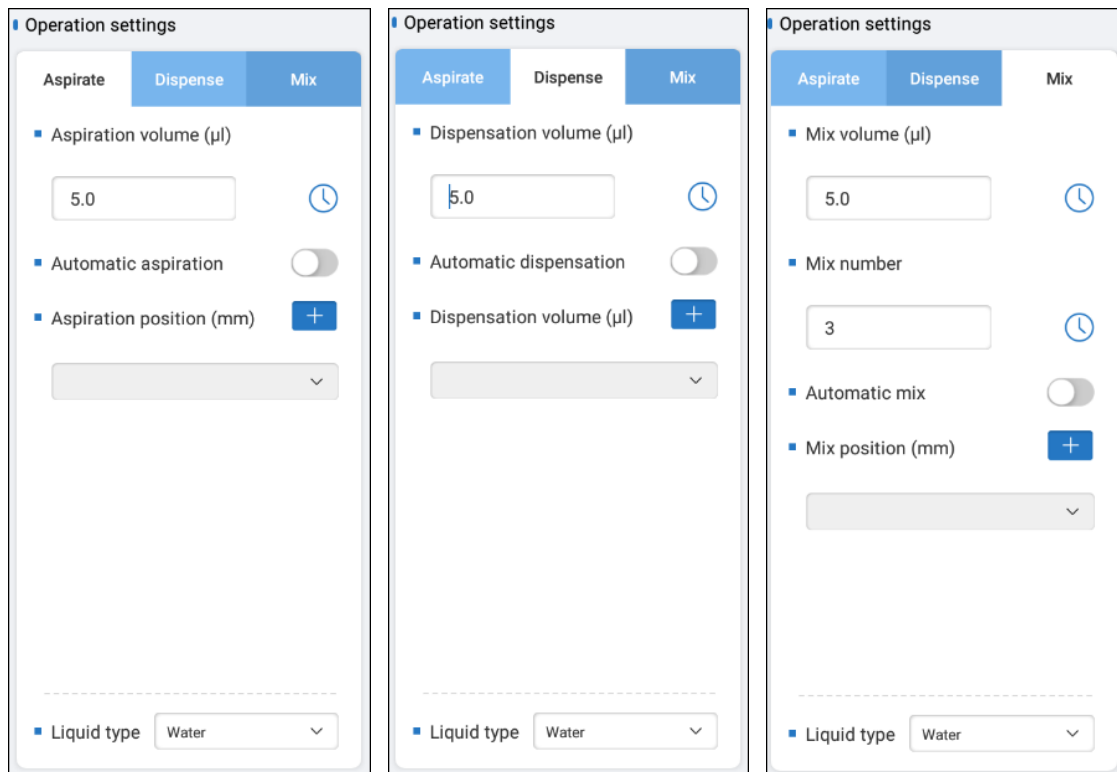 Operation settings
Aspirate Dispense Mix
Aspiration volume (µl)
5.0
Automatic aspiration
Aspiration position (mm)
Liquid type Water
Operation settings
Aspirate Dispense Mix
Dispensation volume (µl)
5.0
Automatic dispensation
Dispensation volume (µl)
Liquid type Water
Operation settings
Aspirate Dispense Mix
Mix volume (µl)
5.0
Mix number
3
Automatic mix
Mix position (mm)
Liquid type Water